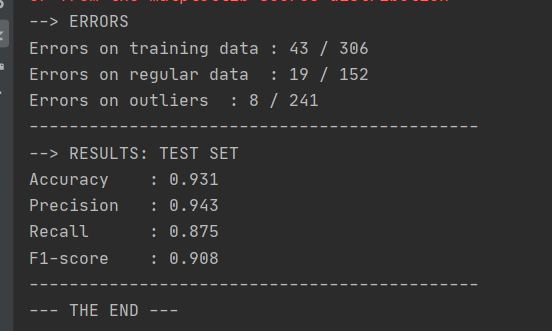 --> ERRORS
Errors on training data : 43 / 306
Errors on regular data  : 19 / 152
Errors on outliers  : 8 / 241
---------------------------------------------
--> RESULTS: TEST SET
Accuracy    : 0.931
Precision   : 0.943
Recall      : 0.875
F1-score    : 0.908
---------------------------------------------
--- THE END ---